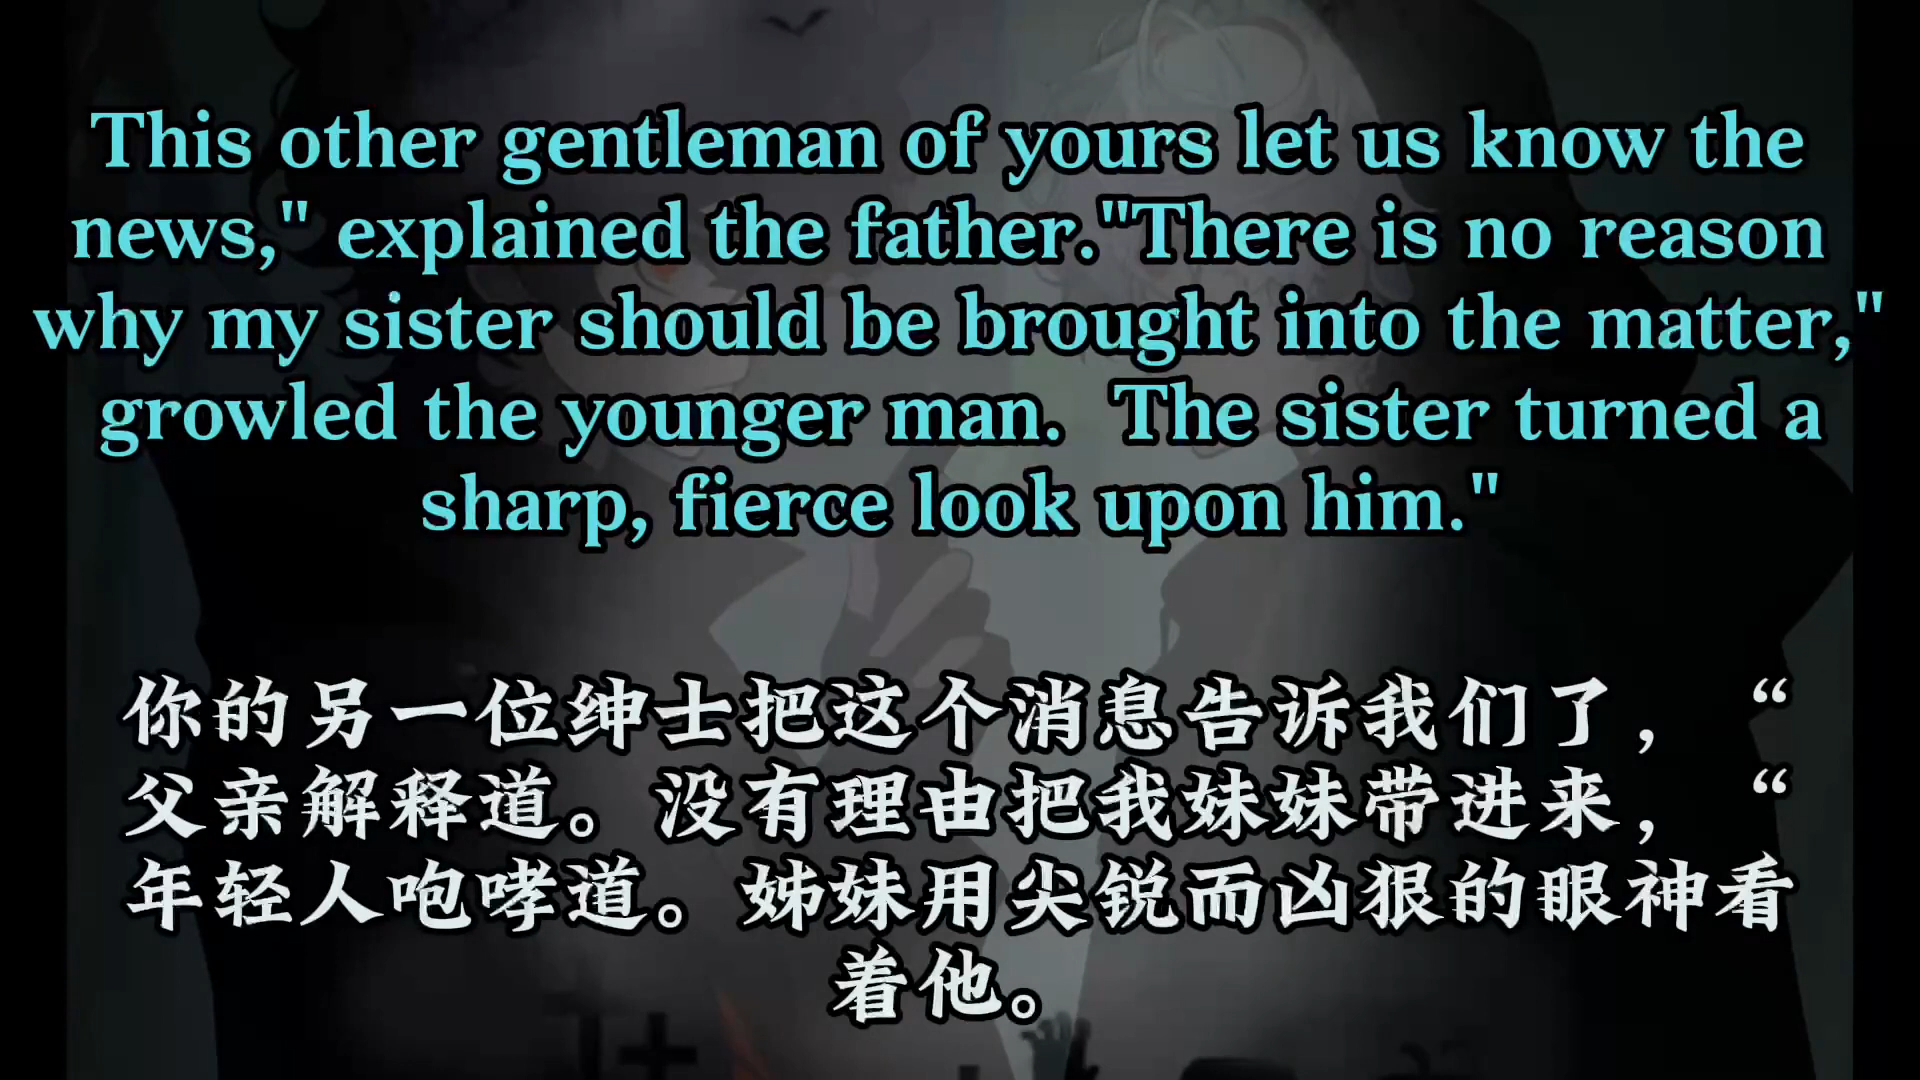 This other gentleman of yours let us know the
news," explained the father."There is no reason
why my sister should be brought into the matter,"
growled the younger man.  The sister turned a
sharp, fierce look upon him."
你的另一位绅士把这个消息告诉我们了，“
父亲解释道。没有理由把我妹妹带进来，“
年轻人咆哮道。姊妹用尖锐而凶狠的眼神看
着他。